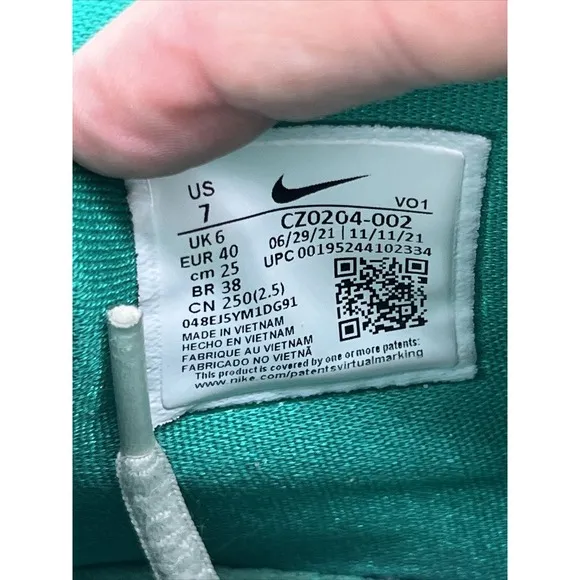 US
7
VO1
CZ0204-002
UK 6
06/29/21 | 11/11/21
EUR 40
UPC 00195244102334
cm 25
BR 38
CN 250(2.5)
048EJ5YM1DG91
MADE IN VIETNAM
HECHO EN VIETNAM
FABRIQUE AU VIETNAM
FABRICADO NO VIETNÃ
This product is covered by one or more patents:
www.nike.com/patentsvirtualmarking